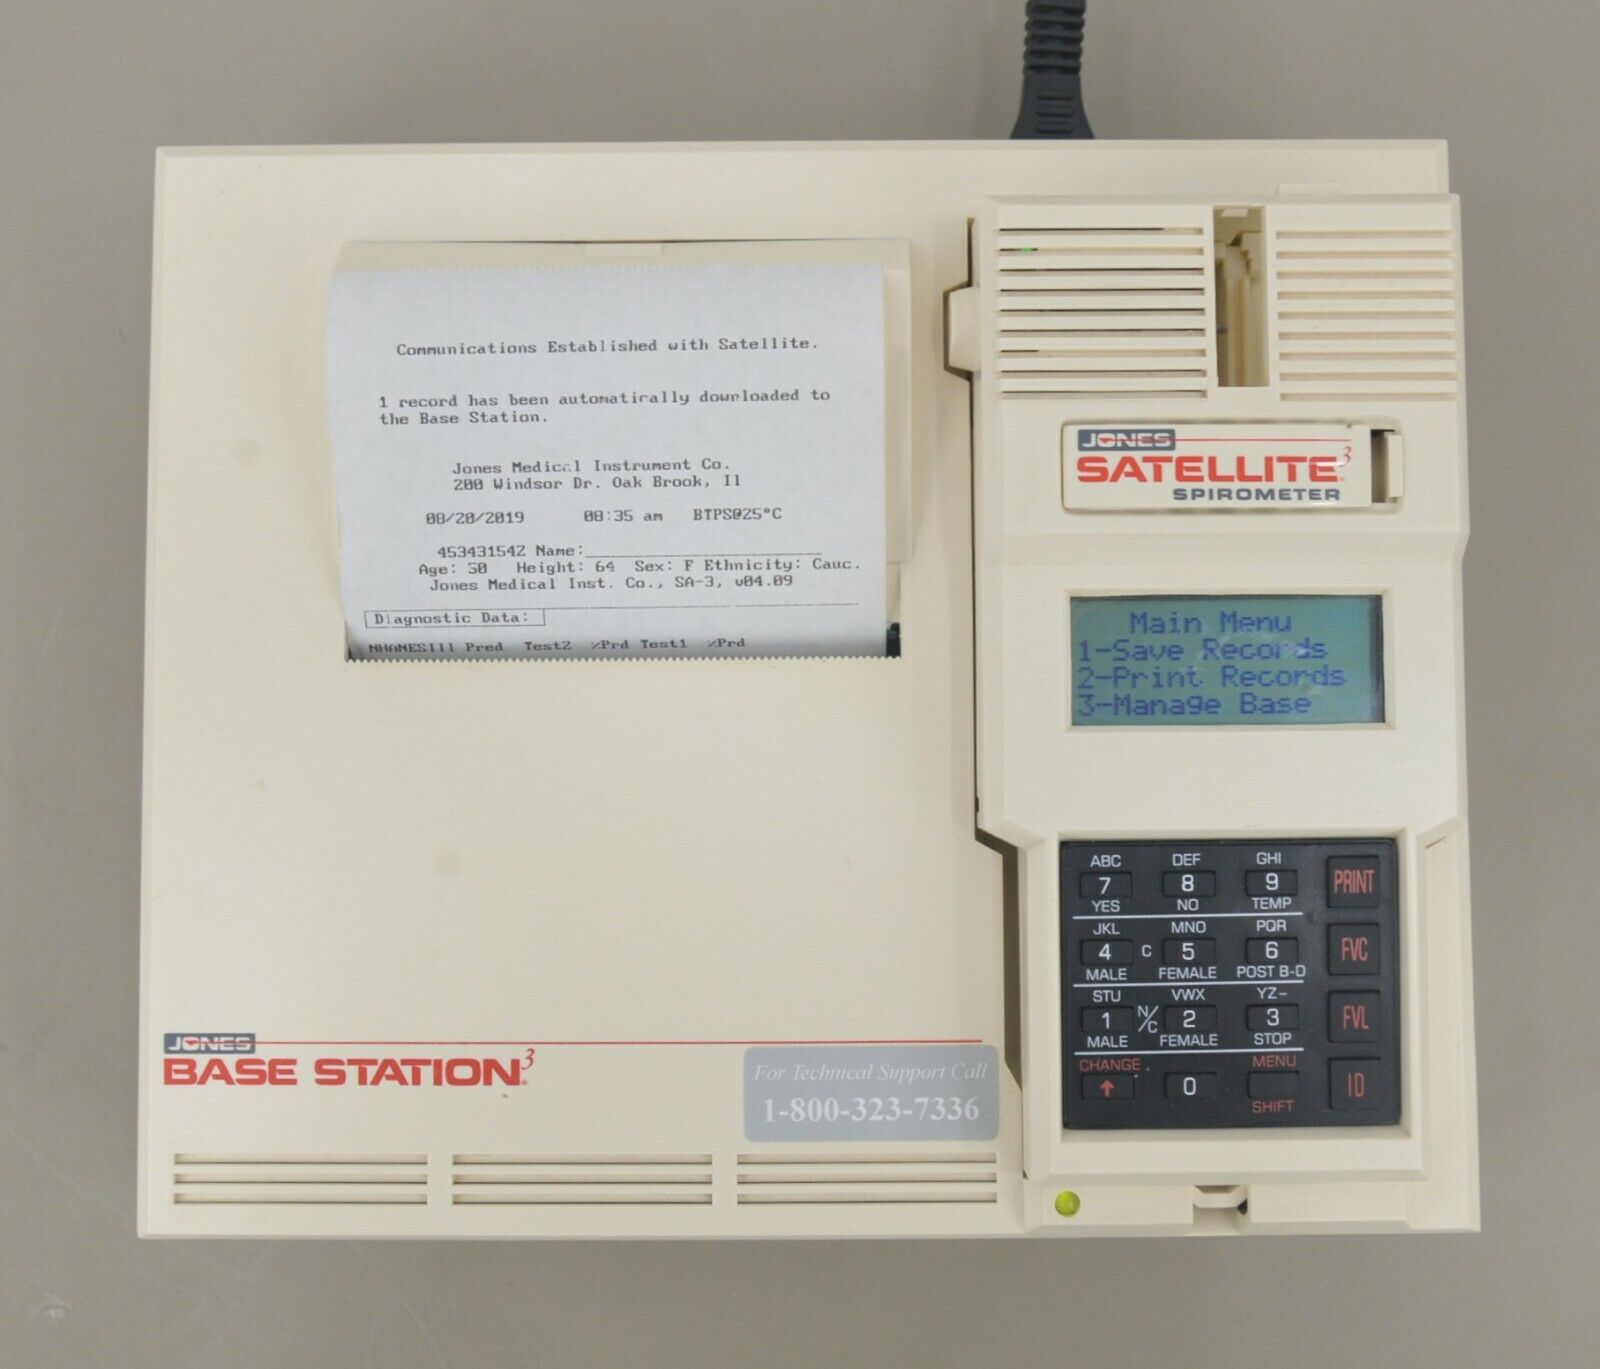 Communications Established with Satellite.
1 record has been automatically downloaded to
the Base Station.
Jones Medical Instrument Co.
200 Windsor Dr. Oak Brook, Il
08/20/2019 08:35 am BTPS@25°C
453431542 Name:
Age: 30 Height: 64 Sex: F Ethnicity: Cauc.
Jones Medical Inst. Co., SA-3, v04.09
Diagnostic Data:
NHANESIII Pred Test2 %Prd Test1 %Prd
JONES
SATELLITE³
SPIROMETER
Main Menu
1-Save Records
2-Print Records
3-Manage Base
ABC DEF GHI
7 8 9 PRINT
YES NO TEMP
JKL MNO PQR
4 C 5 6 FVC
MALE FEMALE POST B-D
STU VWX YZ-
1 N/C 2 3 FVL
MALE FEMALE STOP
CHANGE MENU
↑ 0 ID
SHIFT
JONES
BASE STATION³
For Technical Support Call
1-800-323-7336